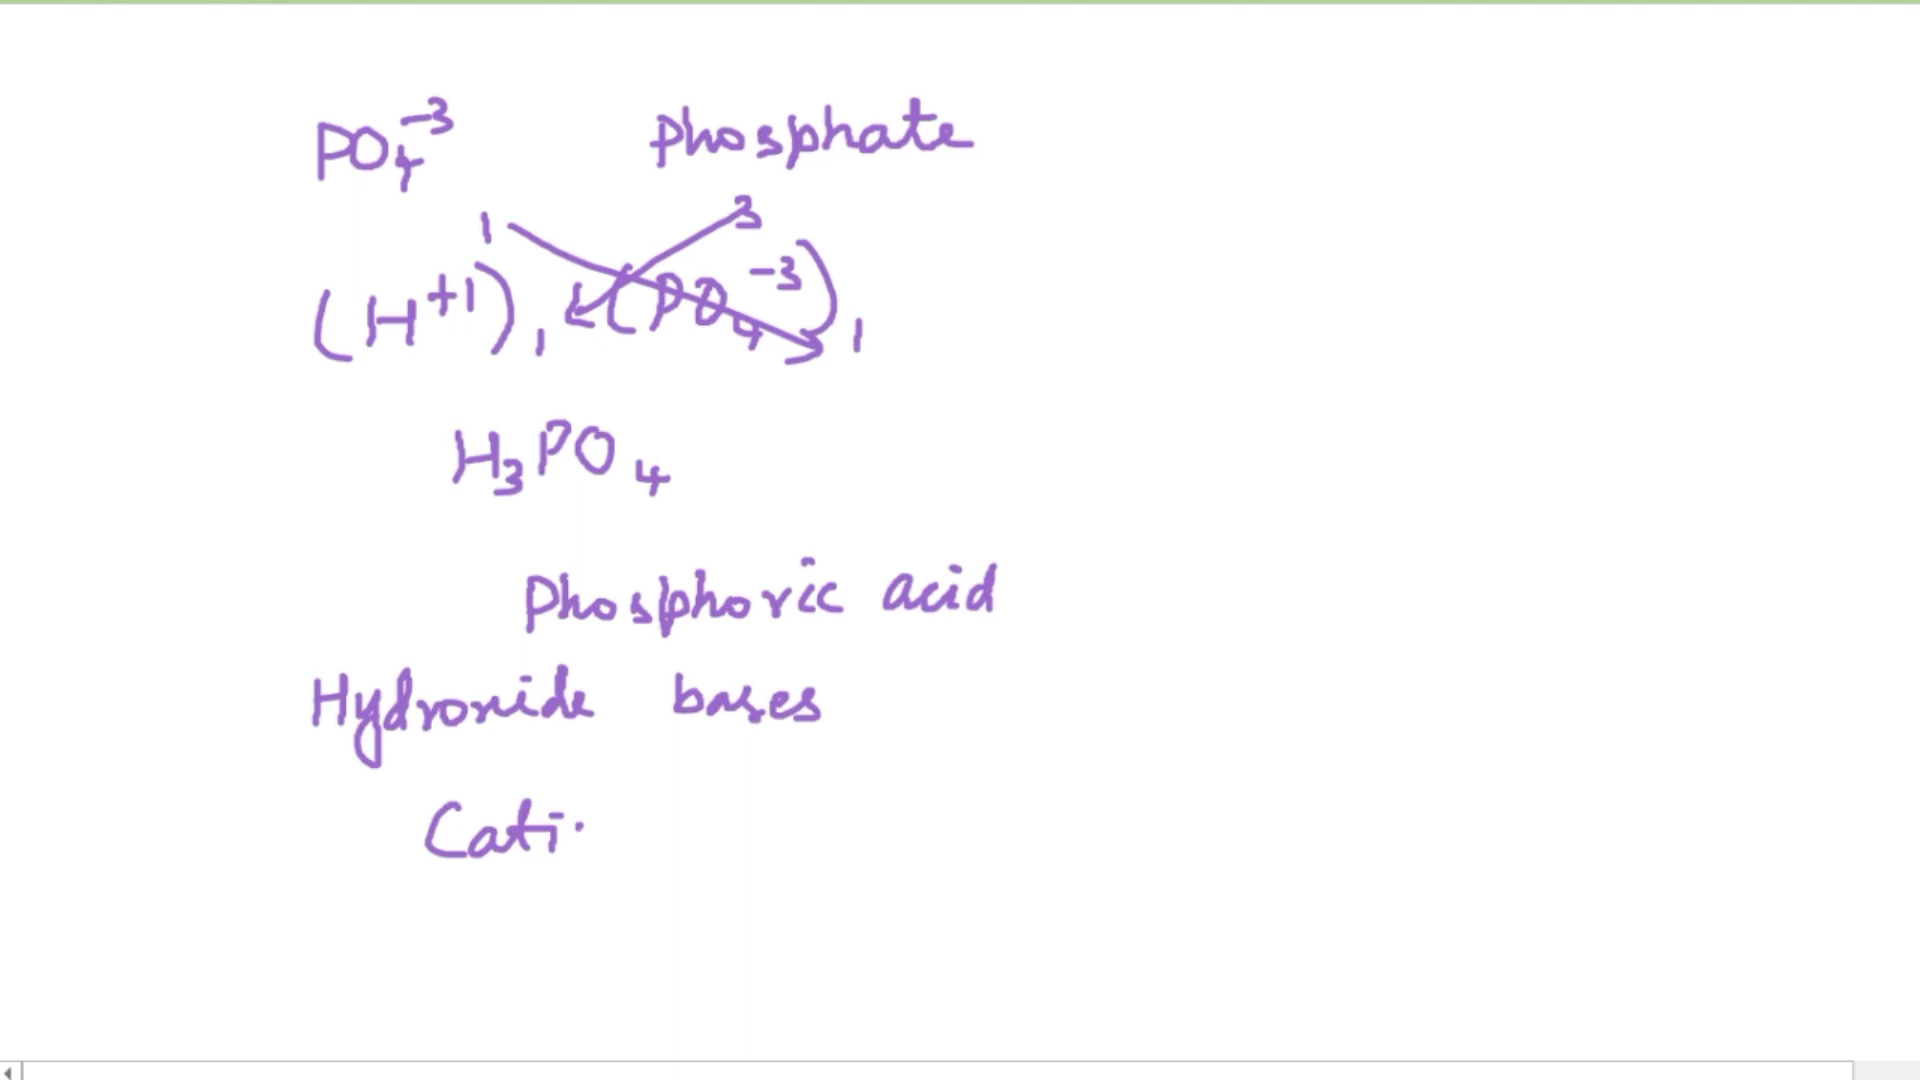 PO₄⁻³ phosphate
1 3
(H⁺¹)₁ (PO₄⁻³)₁
H₃PO₄
Phosphoric acid
Hydroxide bases
Cati